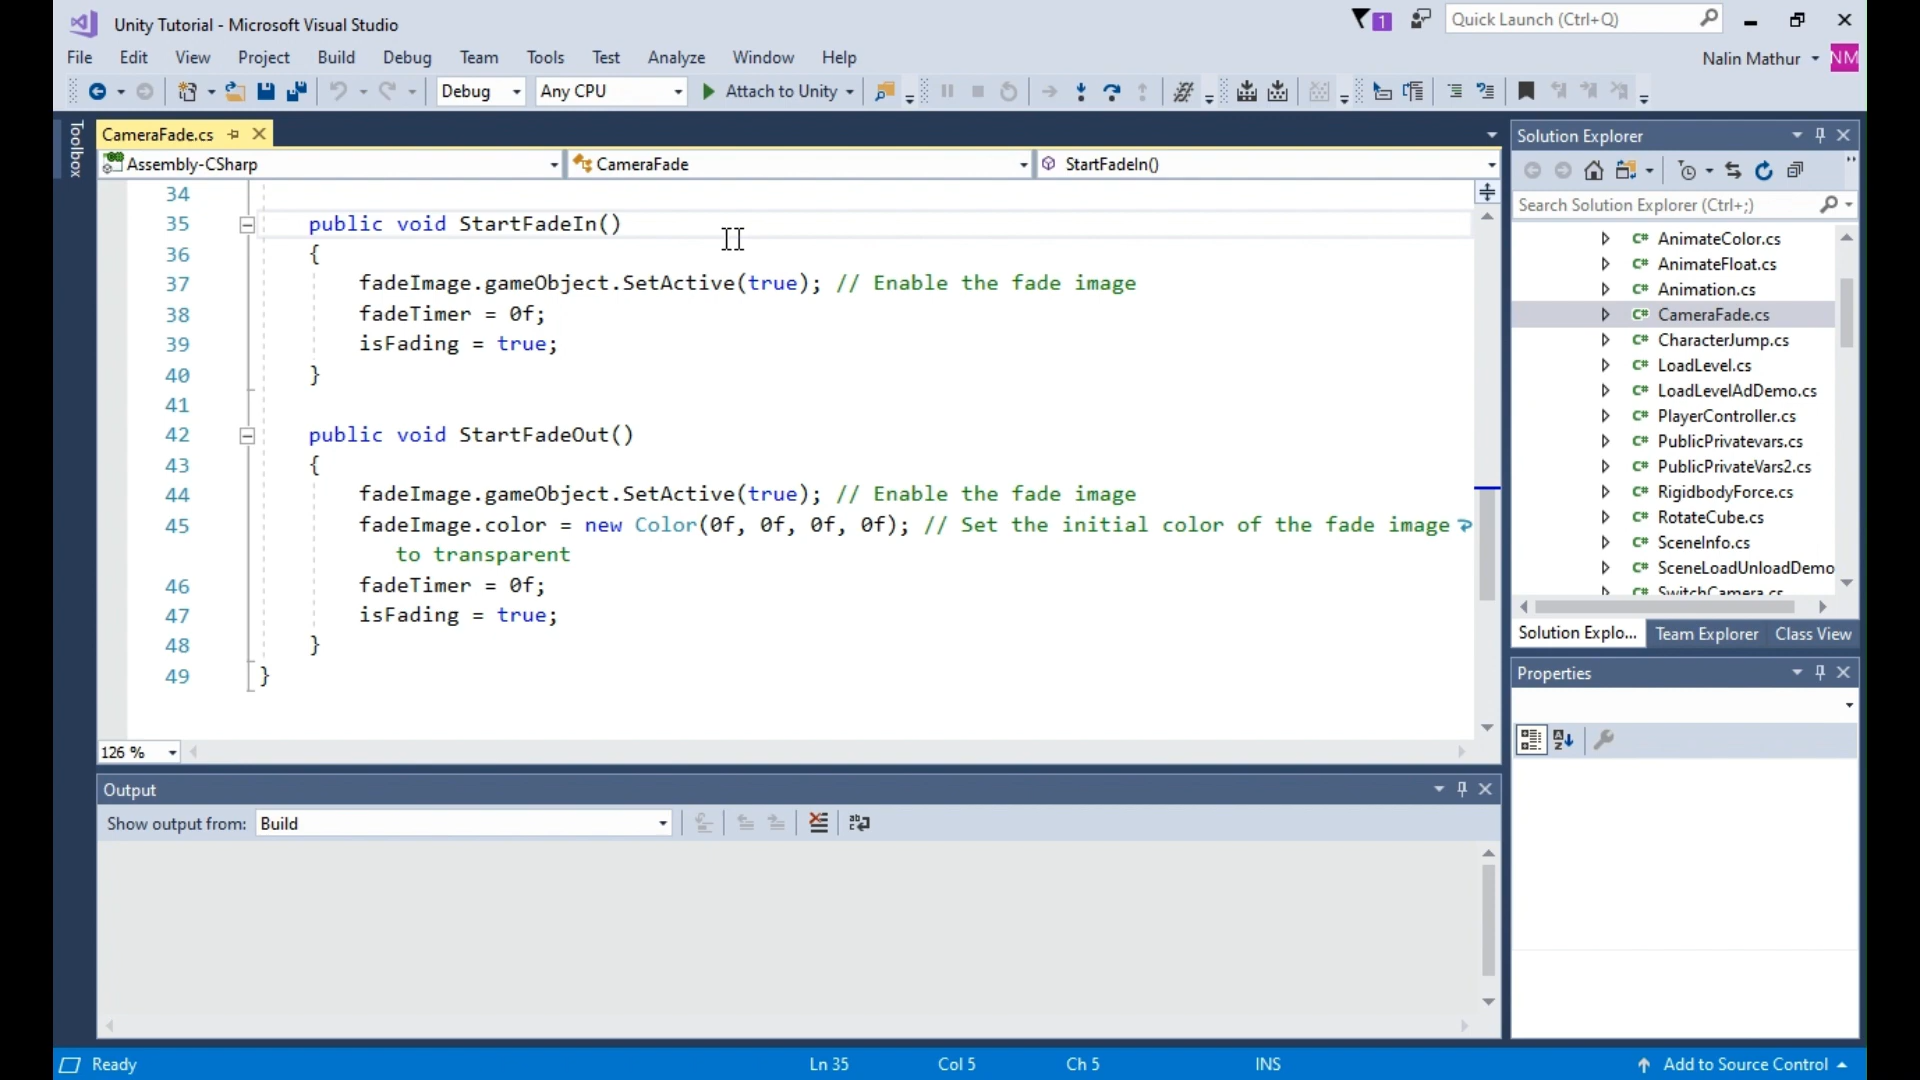 Unity Tutorial - Microsoft Visual Studio
1
Quick Launch (Ctrl+Q)
File Edit View Project Build Debug Team Tools Test Analyze Window Help
Nalin Mathur NM
Debug Any CPU Attach to Unity
Toolbox
CameraFade.cs
Assembly-CSharp CameraFade StartFadeIn()
34
35 public void StartFadeIn()
36 {
37 fadeImage.gameObject.SetActive(true); // Enable the fade image
38 fadeTimer = 0f;
39 isFading = true;
40 }
41
42 public void StartFadeOut()
43 {
44 fadeImage.gameObject.SetActive(true); // Enable the fade image
45 fadeImage.color = new Color(0f, 0f, 0f, 0f); // Set the initial color of the fade image
to transparent
46 fadeTimer = 0f;
47 isFading = true;
48 }
49 }
126 %
Output
Show output from: Build
Solution Explorer
Search Solution Explorer (Ctrl+;)
C# AnimateColor.cs
C# AnimateFloat.cs
C# Animation.cs
C# CameraFade.cs
C# CharacterJump.cs
C# LoadLevel.cs
C# LoadLevelAdDemo.cs
C# PlayerController.cs
C# PublicPrivatevars.cs
C# PublicPrivateVars2.cs
C# RigidbodyForce.cs
C# RotateCube.cs
C# SceneInfo.cs
C# SceneLoadUnloadDemo
C# SwitchCamera.cs
Solution Explo... Team Explorer Class View
Properties
Ready Ln 35 Col 5 Ch 5 INS Add to Source Control